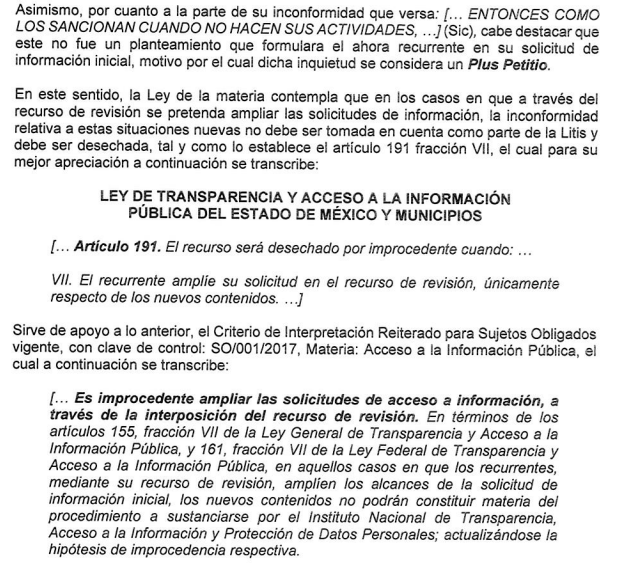 Asimismo, por cuanto a la parte de su inconformidad que versa: [… ENTONCES COMO
LOS SANCIONAN CUANDO NO HACEN SUS ACTIVIDADES, …] (Sic), cabe destacar que
este no fue un planteamiento que formulara el ahora recurrente en su solicitud de
información inicial, motivo por el cual dicha inquietud se considera un Plus Petitio.
En este sentido, la Ley de la materia contempla que en los casos en que a través del
recurso de revisión se pretenda ampliar las solicitudes de información, la inconformidad
relativa a estas situaciones nuevas no debe ser tomada en cuenta como parte de la Litis y
debe ser desechada, tal y como lo establece el artículo 191 fracción VII, el cual para su
mejor apreciación a continuación se transcribe:
LEY DE TRANSPARENCIA Y ACCESO A LA INFORMACIÓN
PÚBLICA DEL ESTADO DE MÉXICO Y MUNICIPIOS
[… Artículo 191. El recurso será desechado por improcedente cuando: …
VII. El recurrente amplíe su solicitud en el recurso de revisión, únicamente
respecto de los nuevos contenidos. …]
Sirve de apoyo a lo anterior, el Criterio de Interpretación Reiterado para Sujetos Obligados
vigente, con clave de control: SO/001/2017, Materia: Acceso a la Información Pública, el
cual a continuación se transcribe:
[… Es improcedente ampliar las solicitudes de acceso a información, a
través de la interposición del recurso de revisión. En términos de los
artículos 155, fracción VII de la Ley General de Transparencia y Acceso a la
Información Pública, y 161, fracción VII de la Ley Federal de Transparencia y
Acceso a la Información Pública, en aquellos casos en que los recurrentes,
mediante su recurso de revisión, amplíen los alcances de la solicitud de
información inicial, los nuevos contenidos no podrán constituir materia del
procedimiento a sustanciarse por el Instituto Nacional de Transparencia,
Acceso a la Información y Protección de Datos Personales; actualizándose la
hipótesis de improcedencia respectiva.